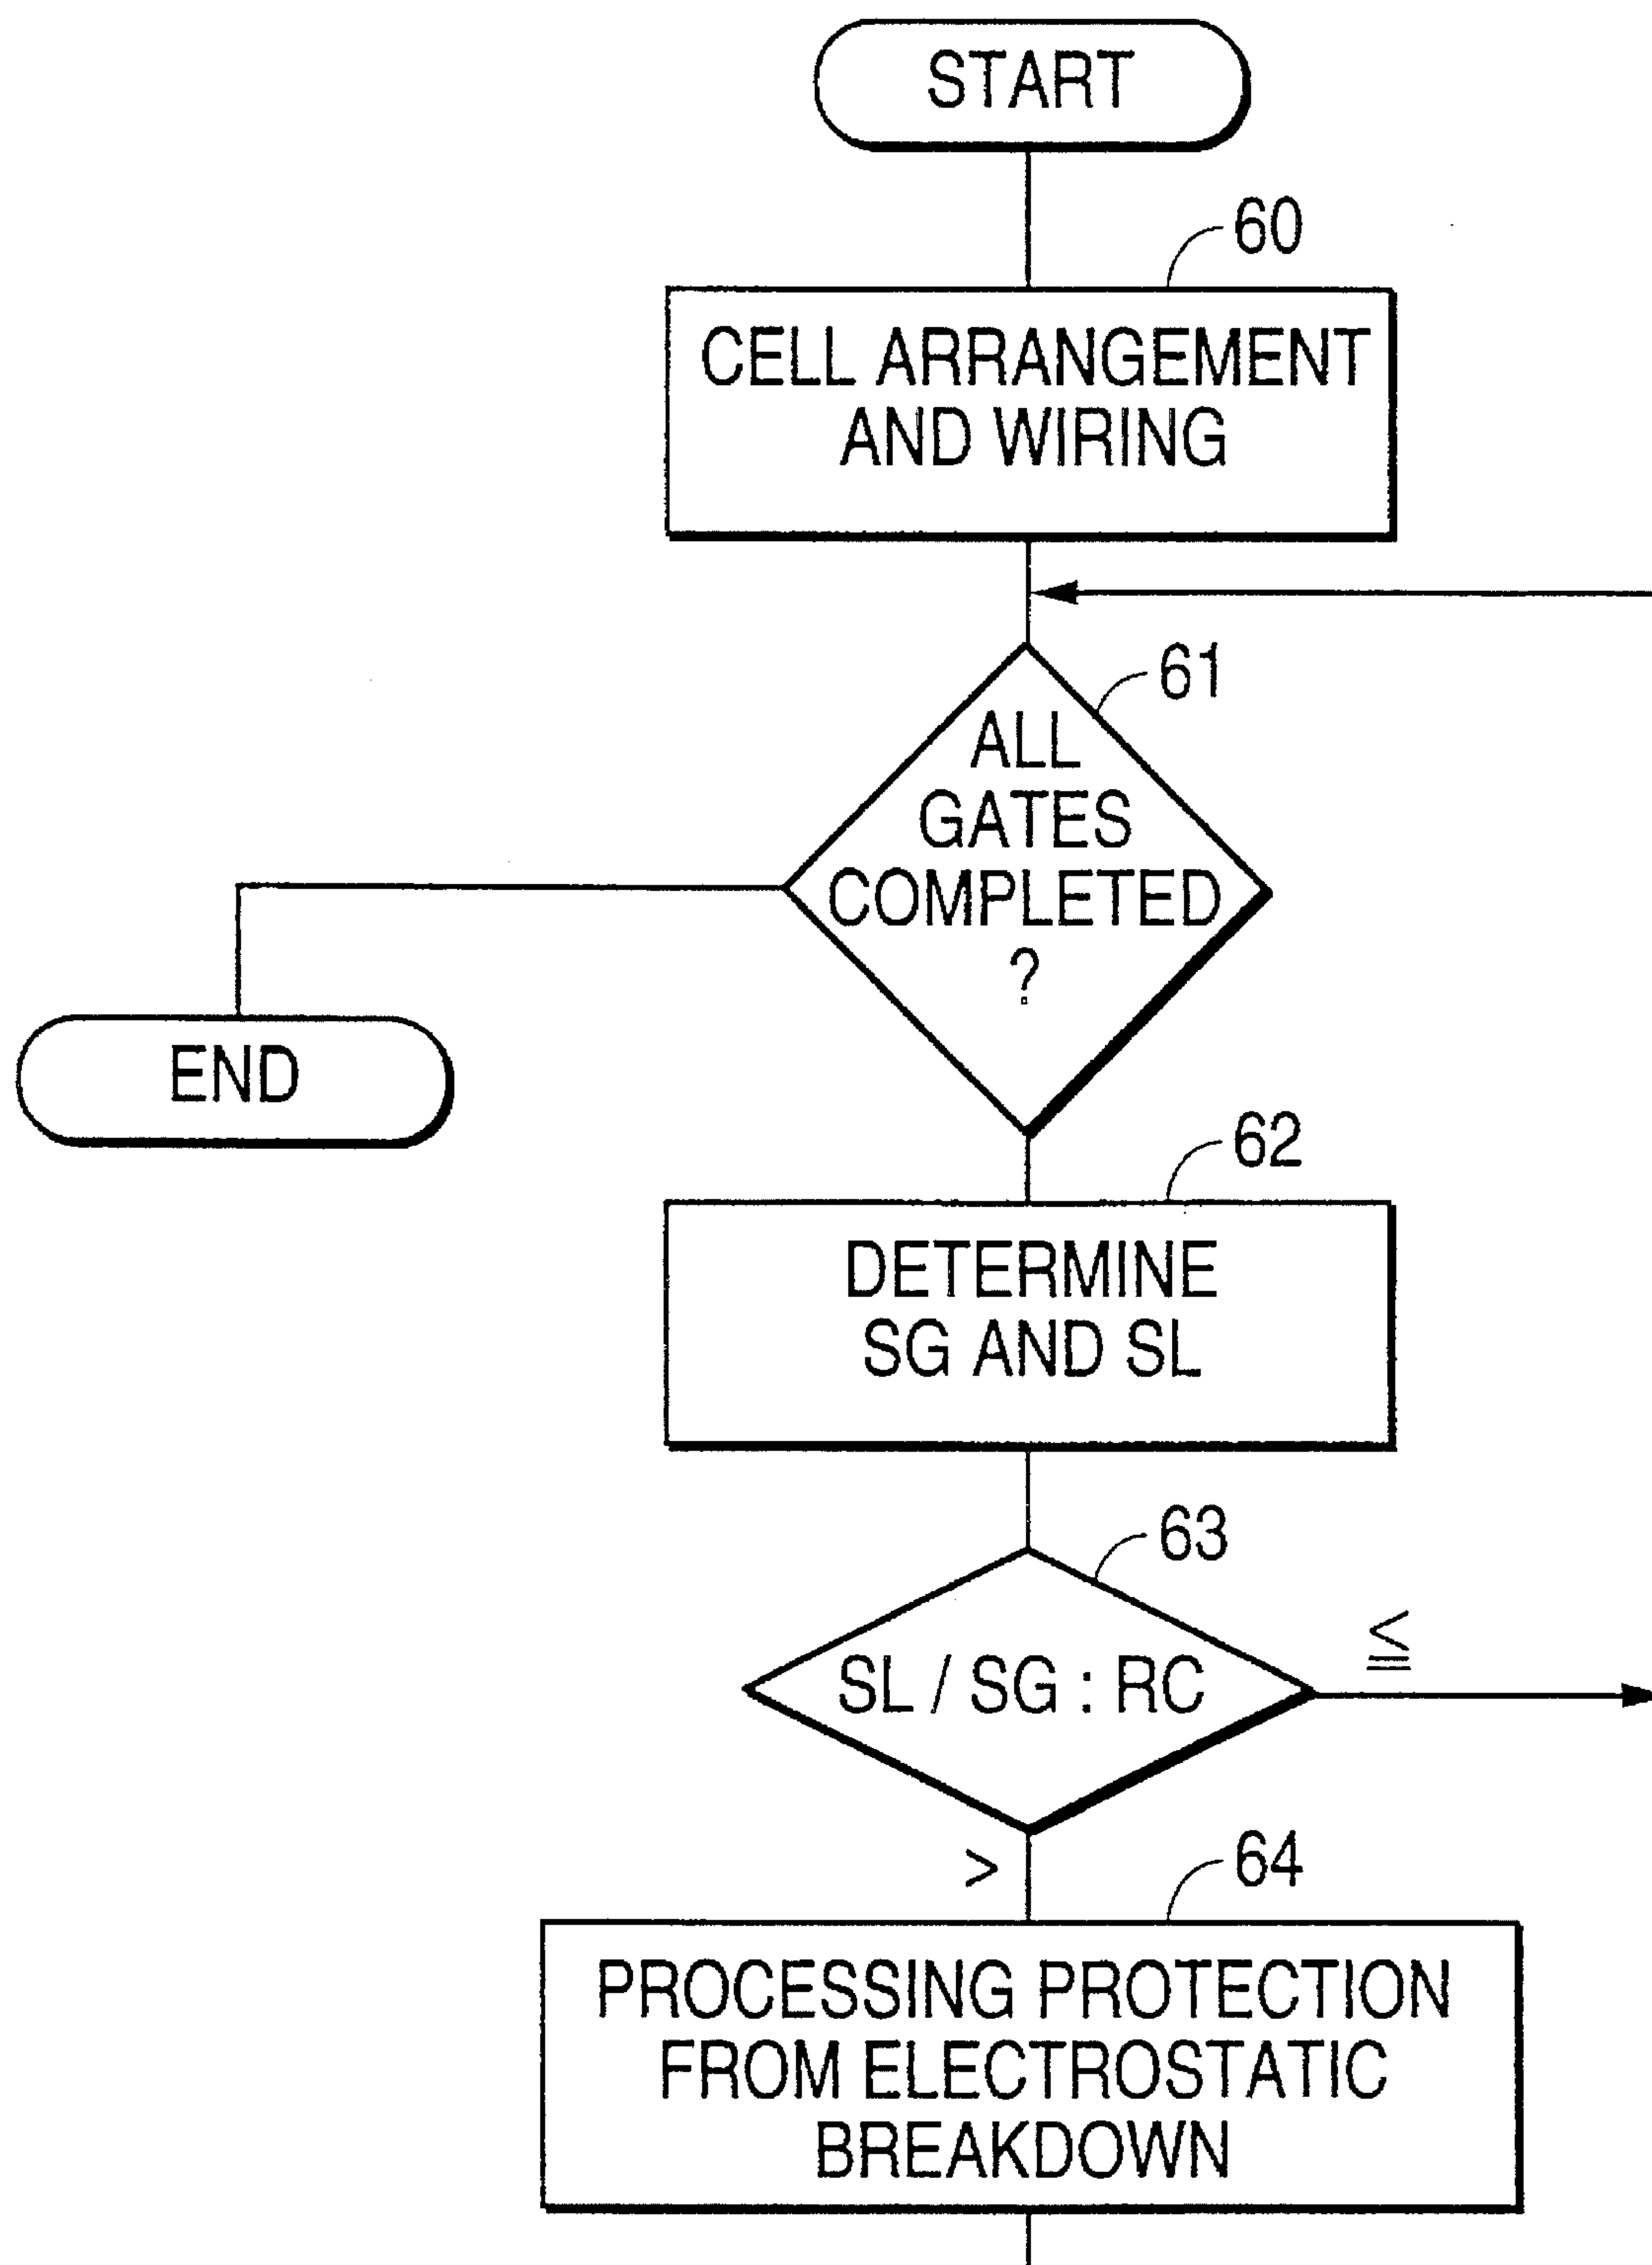 START
60
CELL ARRANGEMENT
AND WIRING
61
ALL
GATES
COMPLETED
?
END
62
DETERMINE
SG AND SL
63
SL / SG : RC
≦
>
64
PROCESSING PROTECTION
FROM ELECTROSTATIC
BREAKDOWN